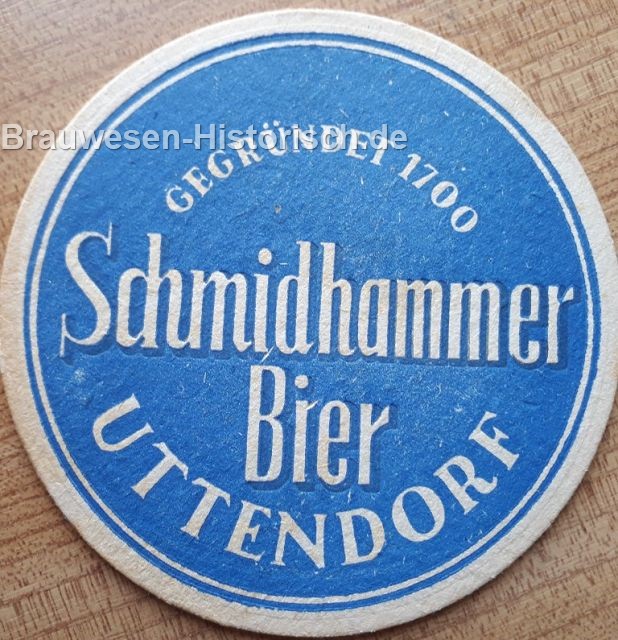 Brauwesen-Historisch.de
GEGRÜNDET 1700
Schmidhammer
Bier
UTTENDORF